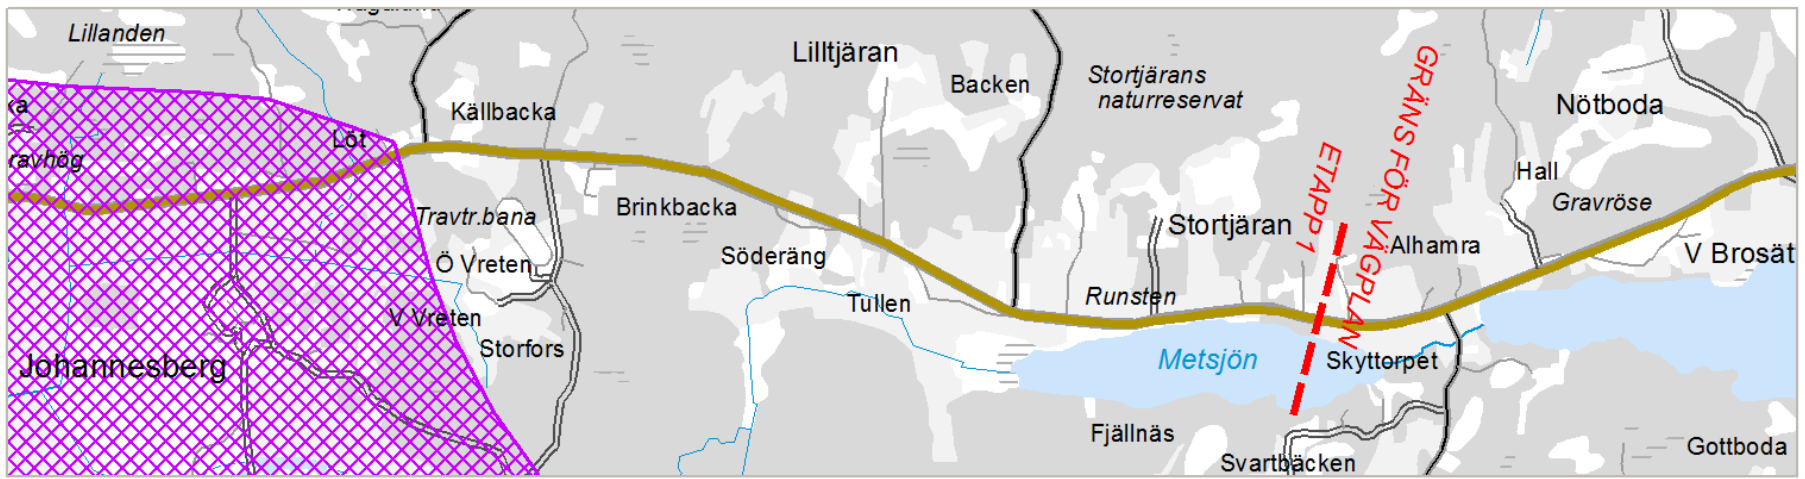 Lillanden
Lilltjäran
Backen
Stortjärans
naturreservat
Nötboda
Källbacka
Löt
ravhög
Travtr.bana
Brinkbacka
Söderäng
Ö Vreten
V Vreten
Storfors
Johannesberg
Tullen
Runsten
Stortjäran
ETAPP 1
GRÄNS FÖR VÄGPLAN
Alhamra
Hall
Gravröse
V Brosät
Metsjön
Skyttorpet
Fjällnäs
Svartbäcken
Gottboda